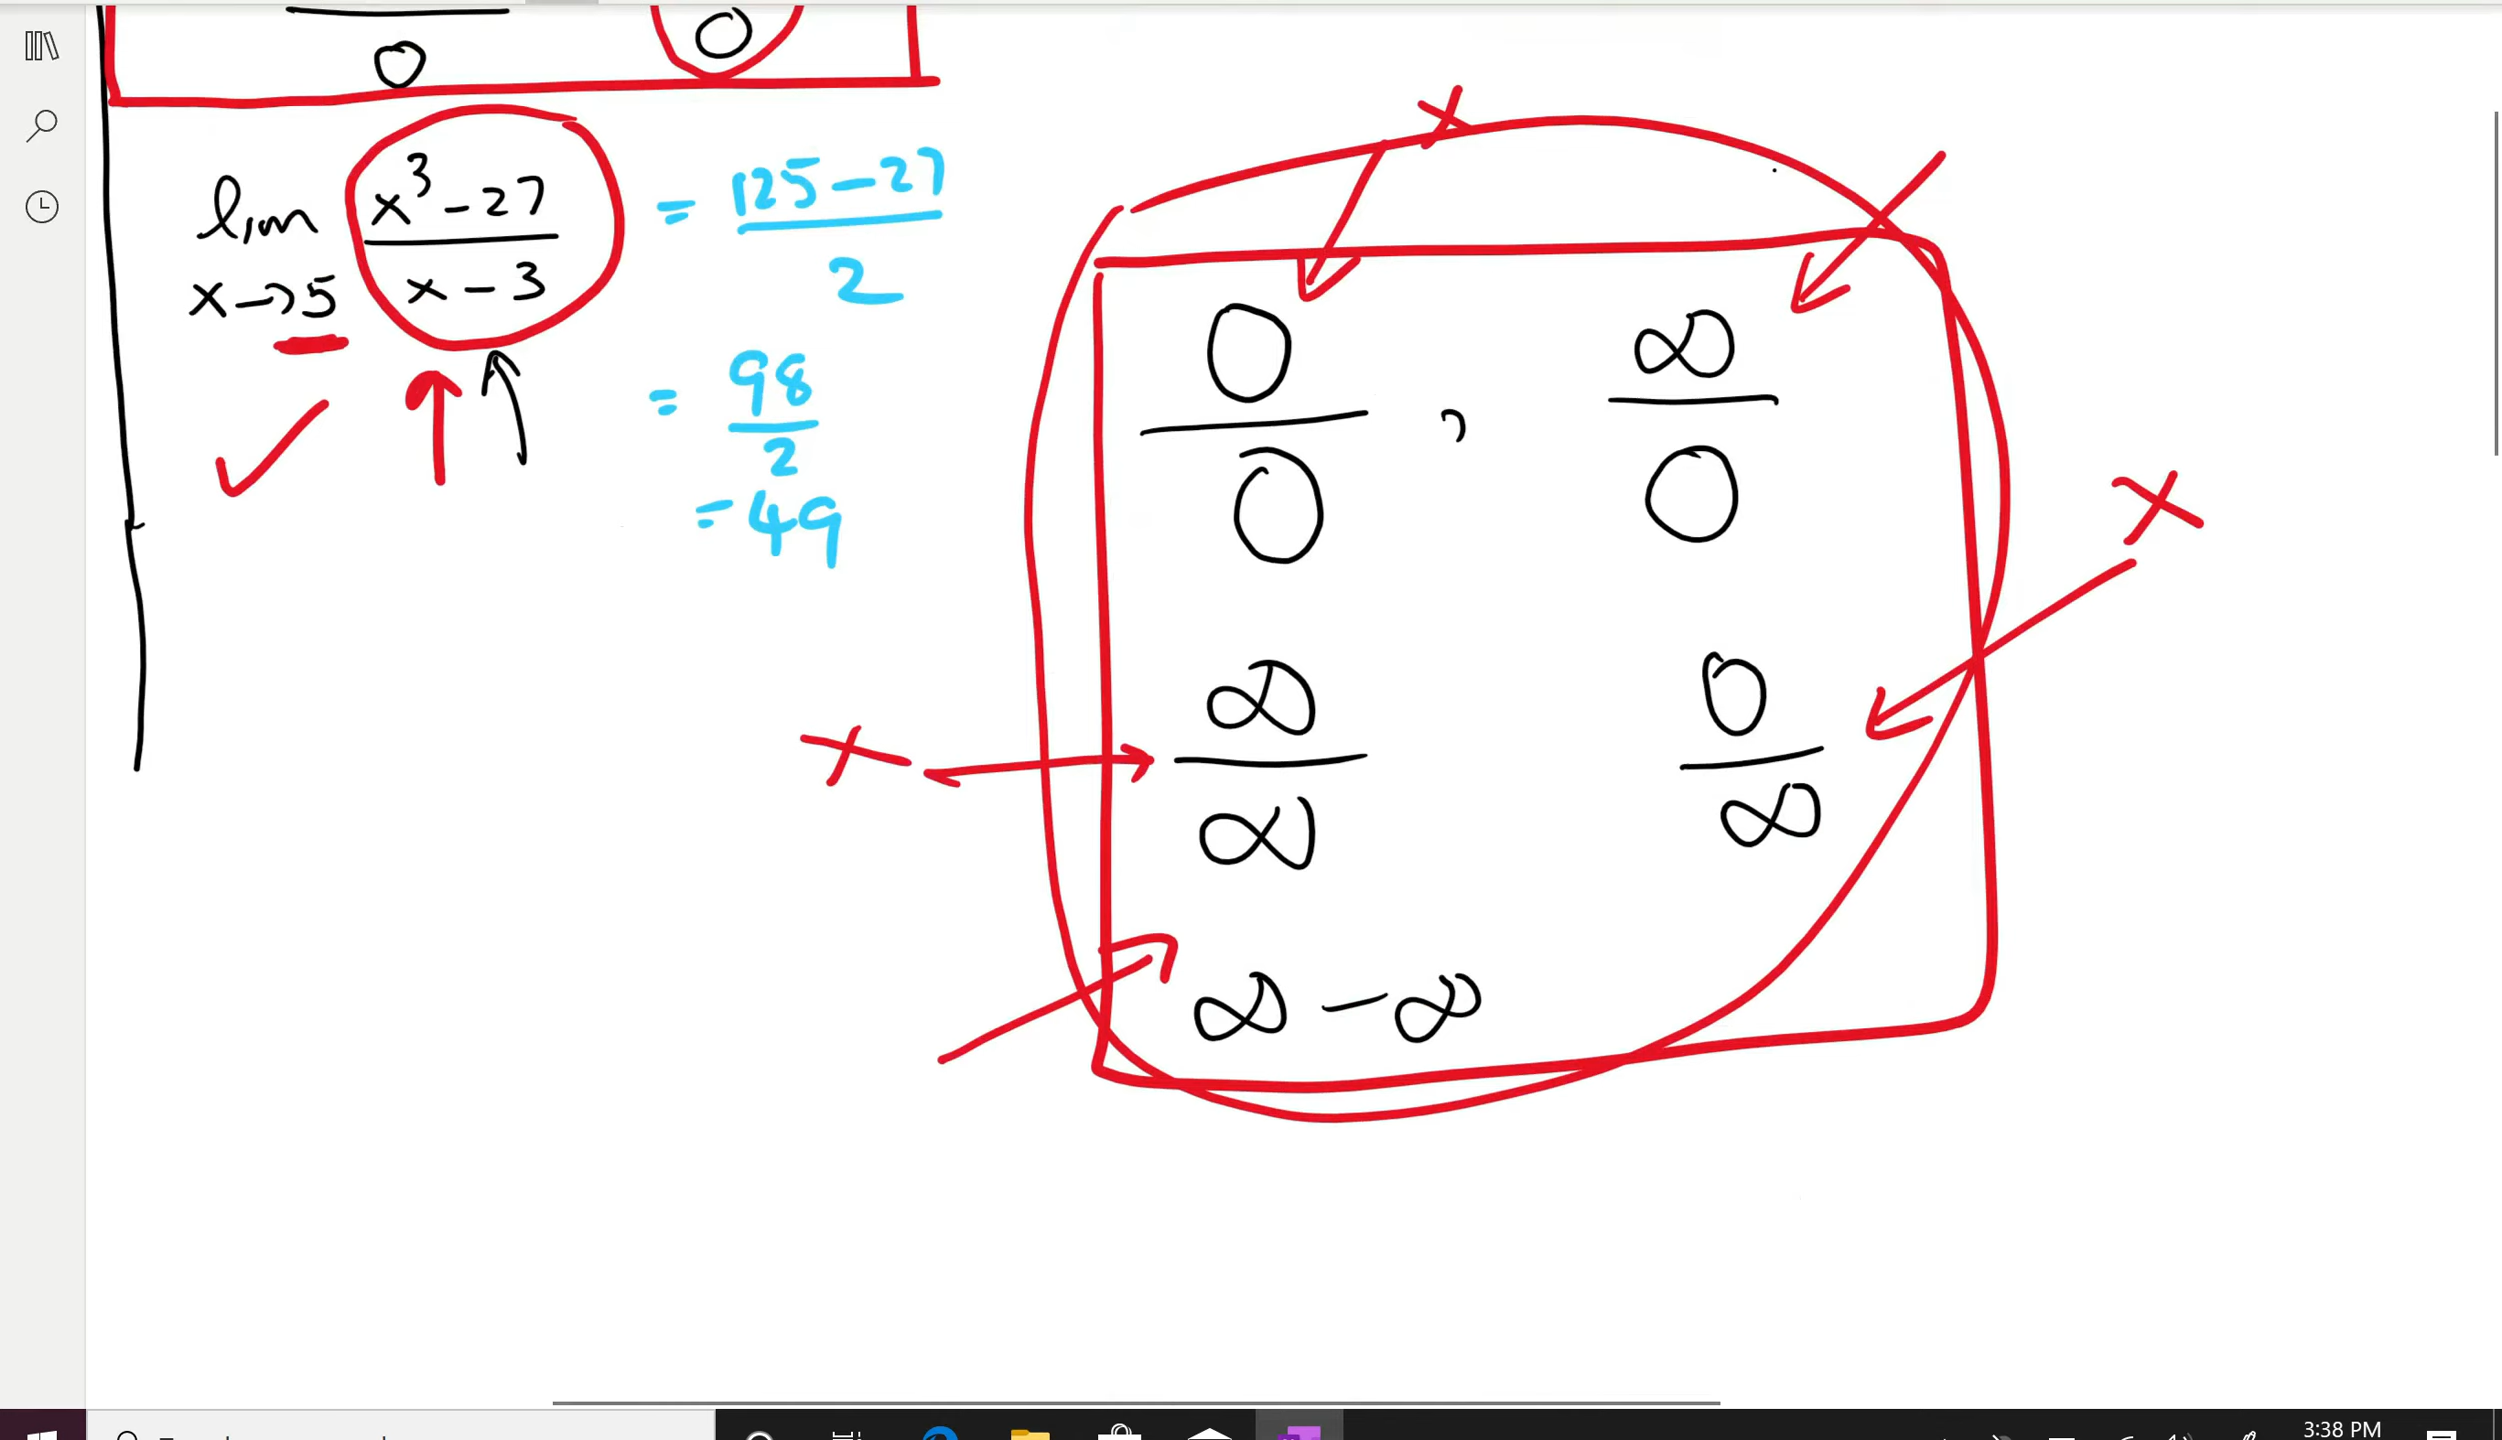 0 0
lim x³ - 27 / x - 3 = 125 - 27 / 2
x → 5
= 98 / 2
= 49
0 / 0 , ∞ / 0
∞ / ∞ 0 / ∞
∞ - ∞
3:38 PM